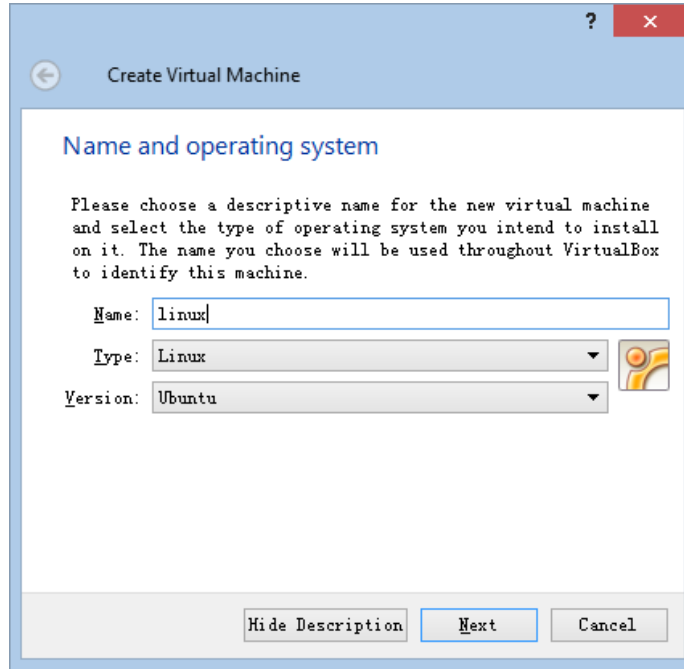 ?
Create Virtual Machine
Name and operating system
Please choose a descriptive name for the new virtual machine
and select the type of operating system you intend to install
on it. The name you choose will be used throughout VirtualBox
to identify this machine.
Name: linux
Type: Linux
Version: Ubuntu
Hide Description Next Cancel